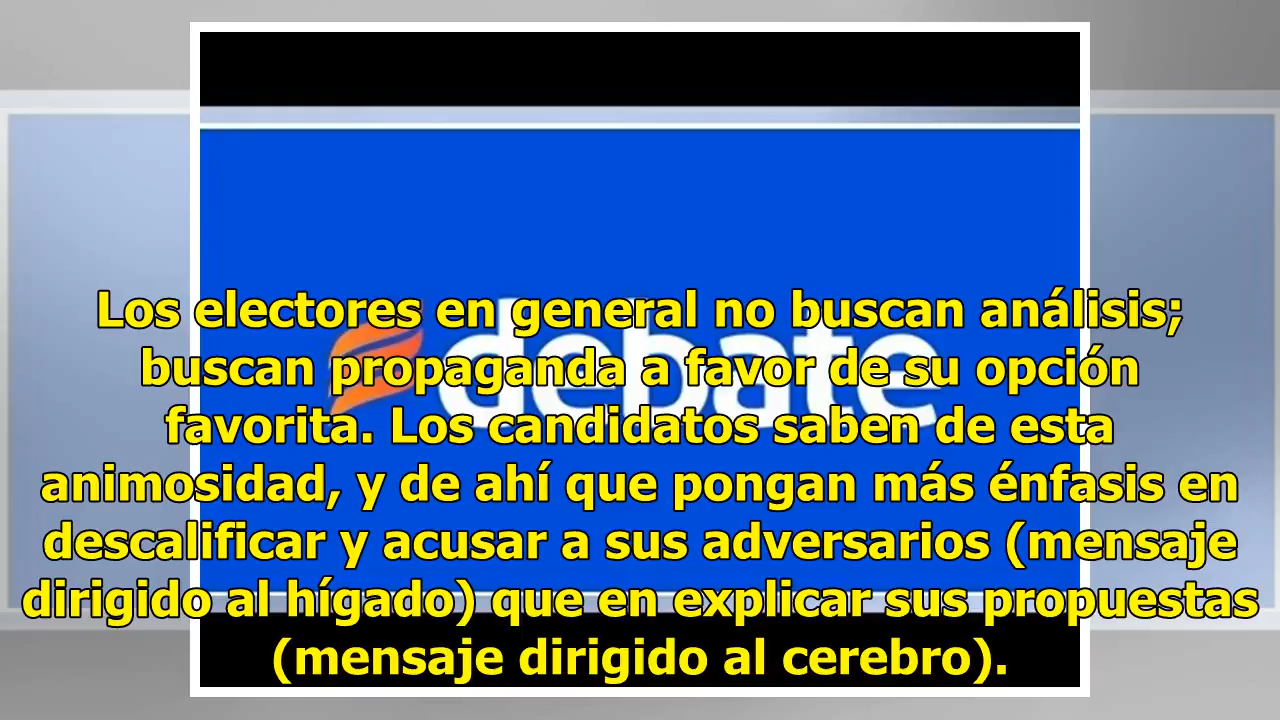 Los electores en general no buscan análisis;
buscan propaganda a favor de su opción
favorita. Los candidatos saben de esta
animosidad, y de ahí que pongan más énfasis en
descalificar y acusar a sus adversarios (mensaje
dirigido al hígado) que en explicar sus propuestas
(mensaje dirigido al cerebro).
debate